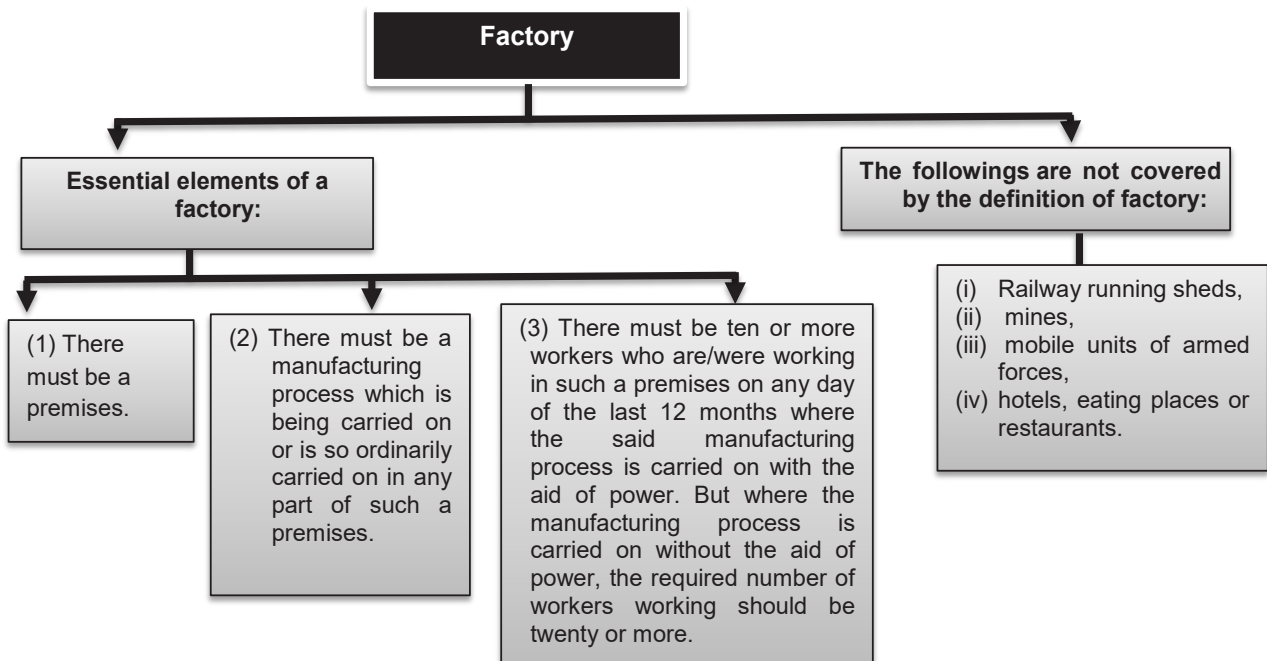 Factory
Essential elements of a
factory:
The followings are not covered
by the definition of factory:
(1) There
must be a
premises.
(2) There must be a
manufacturing
process which is
being carried on
or is so ordinarily
carried on in any
part of such a
premises.
(3) There must be ten or more
workers who are/were working
in such a premises on any day
of the last 12 months where
the said manufacturing
process is carried on with the
aid of power. But where the
manufacturing process is
carried on without the aid of
power, the required number of
workers working should be
twenty or more.
(i) Railway running sheds,
(ii) mines,
(iii) mobile units of armed
forces,
(iv) hotels, eating places or
restaurants.